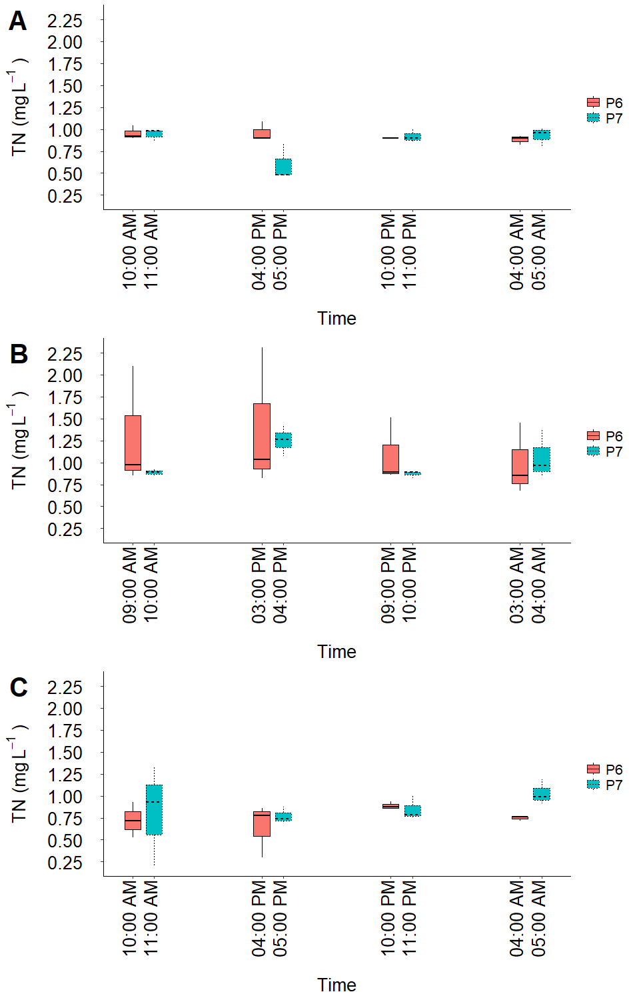 A
2.25
2.00
1.75
1.50
1.25
1.00
0.75
0.50
0.25
TN (mg L⁻¹ )
10:00 AM
11:00 AM
04:00 PM
05:00 PM
10:00 PM
11:00 PM
04:00 AM
05:00 AM
Time
P6
P7
B
2.25
2.00
1.75
1.50
1.25
1.00
0.75
0.50
0.25
TN (mg L⁻¹ )
09:00 AM
10:00 AM
03:00 PM
04:00 PM
09:00 PM
10:00 PM
03:00 AM
04:00 AM
Time
P6
P7
C
2.25
2.00
1.75
1.50
1.25
1.00
0.75
0.50
0.25
TN (mg L⁻¹ )
10:00 AM
11:00 AM
04:00 PM
05:00 PM
10:00 PM
11:00 PM
04:00 AM
05:00 AM
Time
P6
P7